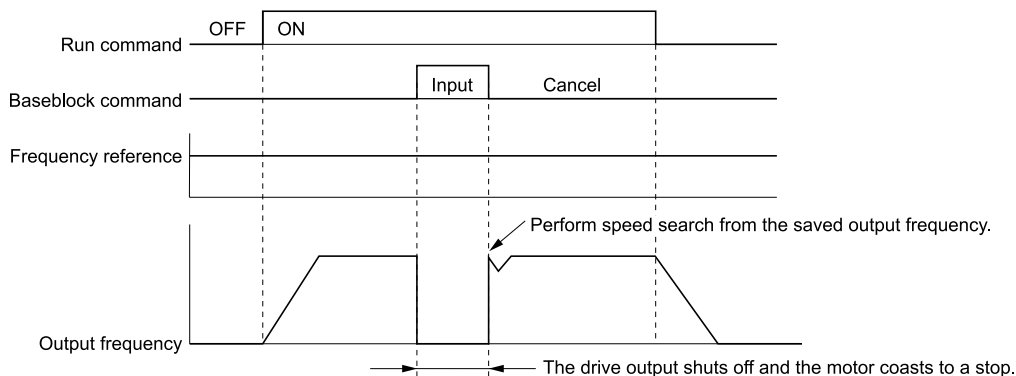 OFF
ON
Run command
Input
Cancel
Baseblock command
Frequency reference
Perform speed search from the saved output frequency.
Output frequency
The drive output shuts off and the motor coasts to a stop.